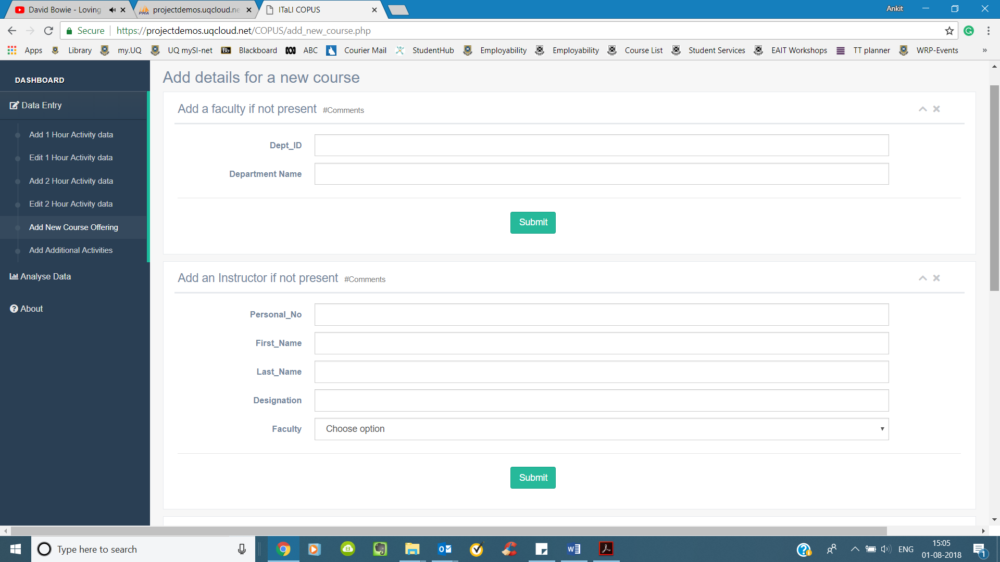 David Bowie - Loving
projectdemos.uqcloud.ne
ITaLI COPUS
Ankit
Secure
https://projectdemos.uqcloud.net/COPUS/add_new_course.php
Apps
Library
my.UQ
UQ mySI-net
Bb
Blackboard
ABC
Courier Mail
StudentHub
Employability
Employability
Course List
Student Services
EAIT Workshops
TT planner
WRP-Events
»
DASHBOARD
Data Entry
Add 1 Hour Activity data
Edit 1 Hour Activity data
Add 2 Hour Activity data
Edit 2 Hour Activity data
Add New Course Offering
Add Additional Activities
Analyse Data
About
Add details for a new course
Add a faculty if not present #Comments
Dept_ID
Department Name
Submit
Add an Instructor if not present #Comments
Personal_No
First_Name
Last_Name
Designation
Faculty
Choose option
Submit
Type here to search
ENG
15:05
01-08-2018
1